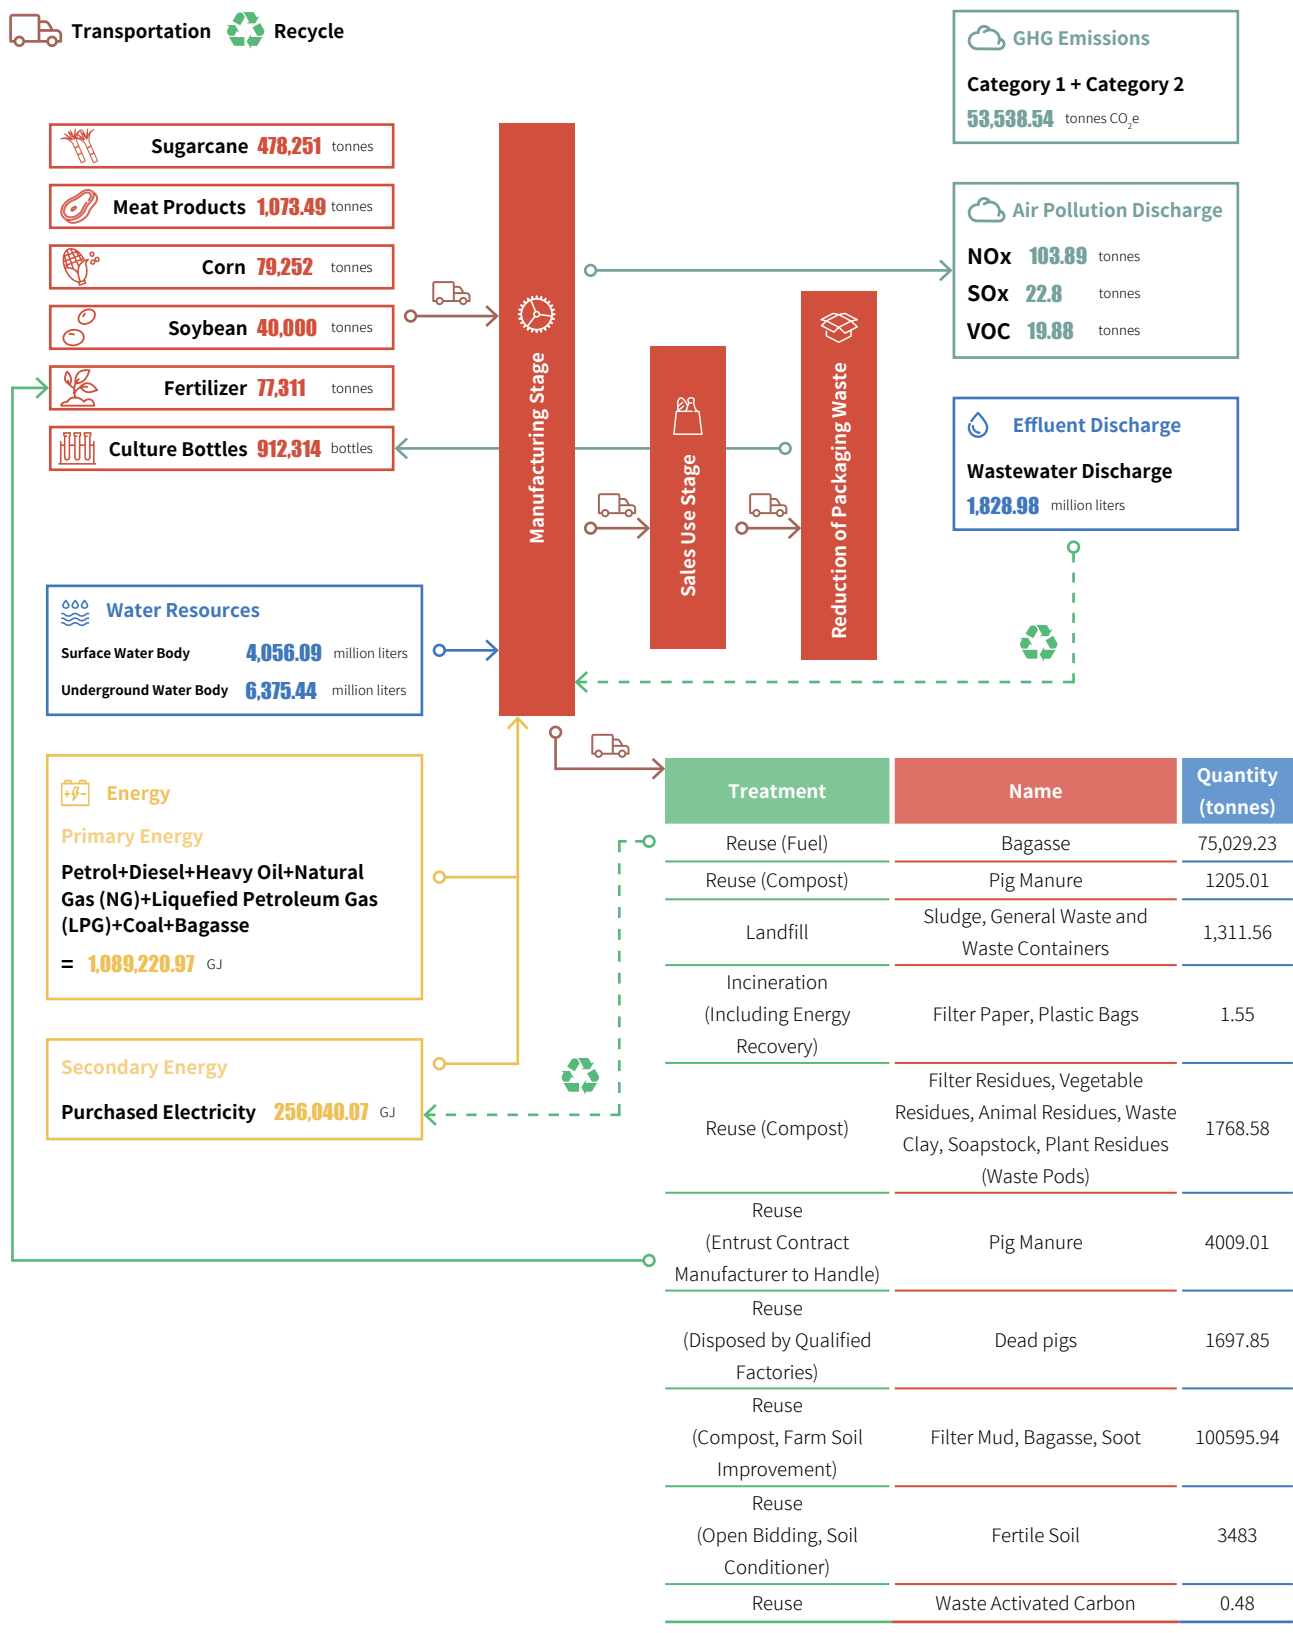 Transportation
Recycle
GHG Emissions
Category 1 + Category 2
53,538.54 tonnes CO2e
Sugarcane 478,251 tonnes
Meat Products 1,073.49 tonnes
Corn 79,252 tonnes
Soybean 40,000 tonnes
Fertilizer 77,311 tonnes
Culture Bottles 912,314 bottles
Manufacturing Stage
Sales Use Stage
Reduction of Packaging Waste
Air Pollution Discharge
NOx 103.89 tonnes
SOx 22.8 tonnes
VOC 19.88 tonnes
Effluent Discharge
Wastewater Discharge
1,828.98 million liters
Water Resources
Surface Water Body 4,056.09 million liters
Underground Water Body 6,375.44 million liters
Energy
Primary Energy
Petrol+Diesel+Heavy Oil+Natural
Gas (NG)+Liquefied Petroleum Gas
(LPG)+Coal+Bagasse
= 1,089,220.97 GJ
Secondary Energy
Purchased Electricity 256,040.07 GJ
Treatment Name Quantity
(tonnes)
Reuse (Fuel) Bagasse 75,029.23
Reuse (Compost) Pig Manure 1205.01
Landfill
Sludge, General Waste and
Waste Containers
1,311.56
Incineration
(Including Energy
Recovery)
Filter Paper, Plastic Bags
1.55
Reuse (Compost)
Filter Residues, Vegetable
Residues, Animal Residues, Waste
Clay, Soapstock, Plant Residues
(Waste Pods)
1768.58
Reuse
(Entrust Contract
Manufacturer to Handle)
Pig Manure
4009.01
Reuse
(Disposed by Qualified
Factories)
Dead pigs
1697.85
Reuse
(Compost, Farm Soil
Improvement)
Filter Mud, Bagasse, Soot
100595.94
Reuse
(Open Bidding, Soil
Conditioner)
Fertile Soil
3483
Reuse Waste Activated Carbon 0.48